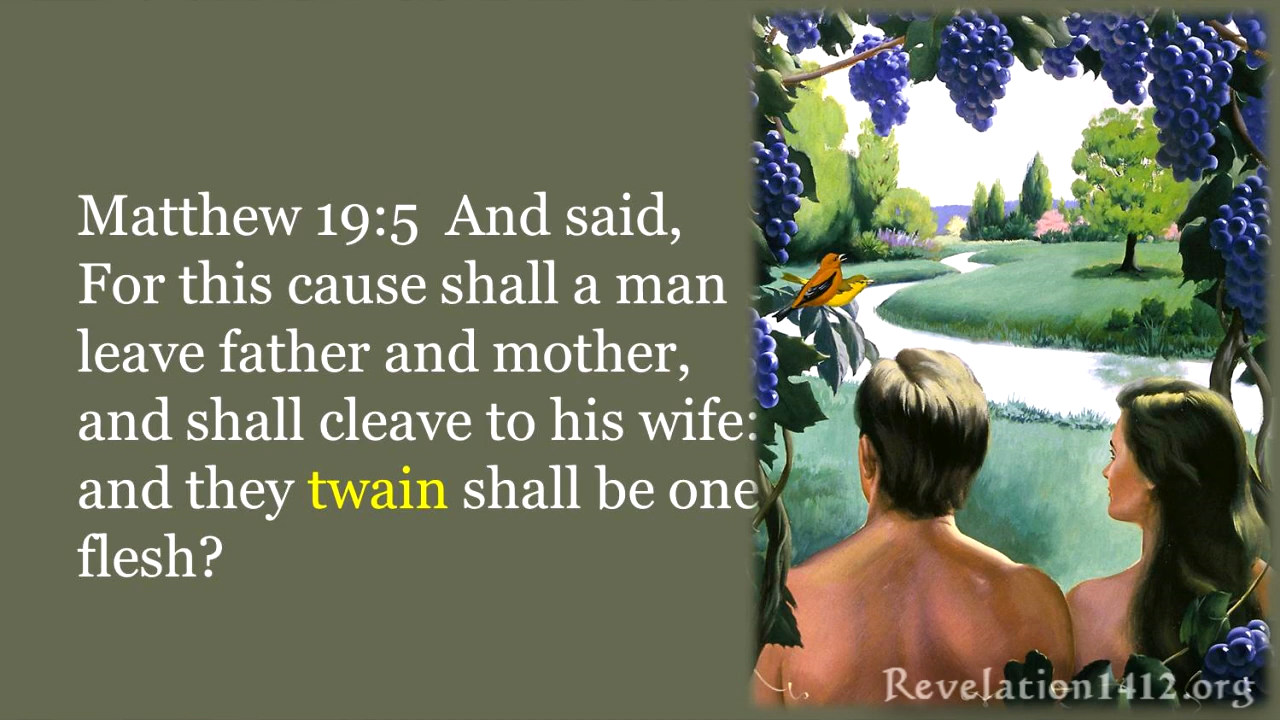 Matthew 19:5  And said,
For this cause shall a man
leave father and mother,
and shall cleave to his wife:
and they twain shall be one
flesh?
Revelation1412.org